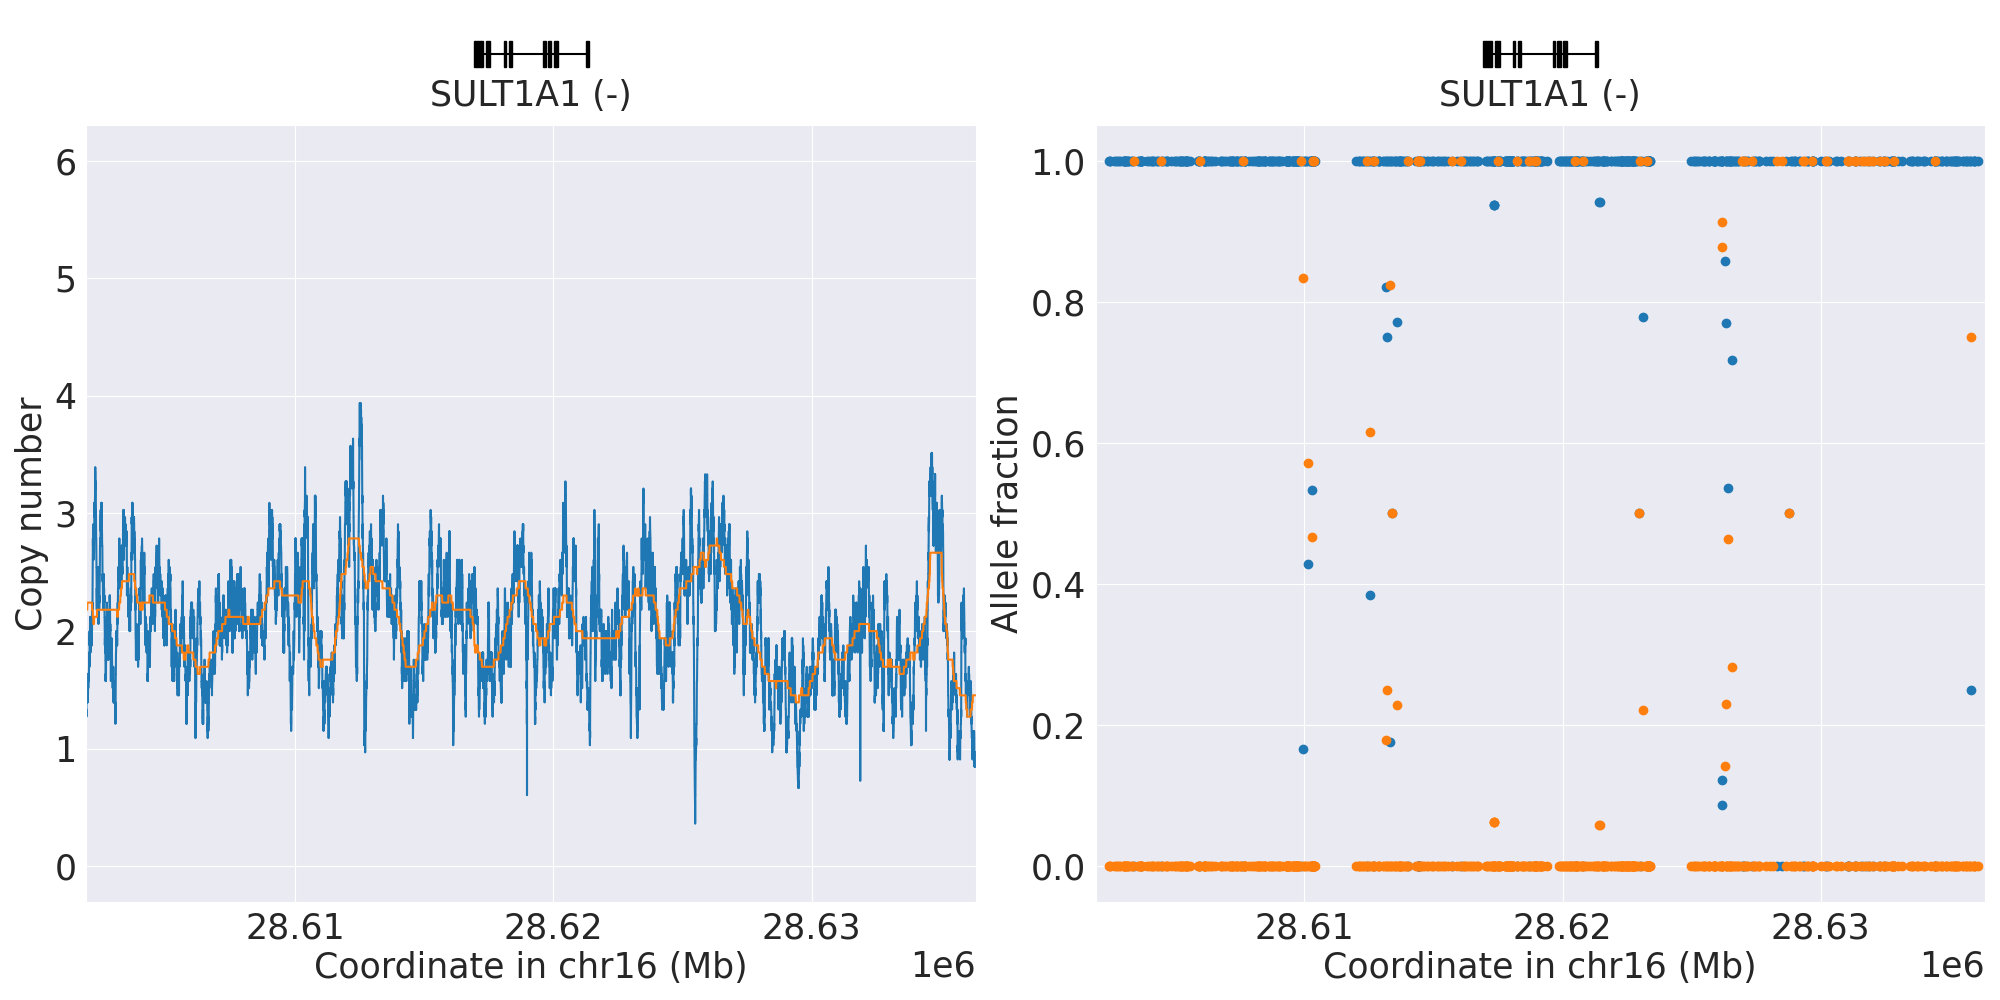 SULT1A1 (-)
Copy number
6
5
4
3
2
1
0
28.61
28.62
28.63
Coordinate in chr16 (Mb)
1e6
SULT1A1 (-)
Allele fraction
1.0
0.8
0.6
0.4
0.2
0.0
28.61
28.62
28.63
Coordinate in chr16 (Mb)
1e6